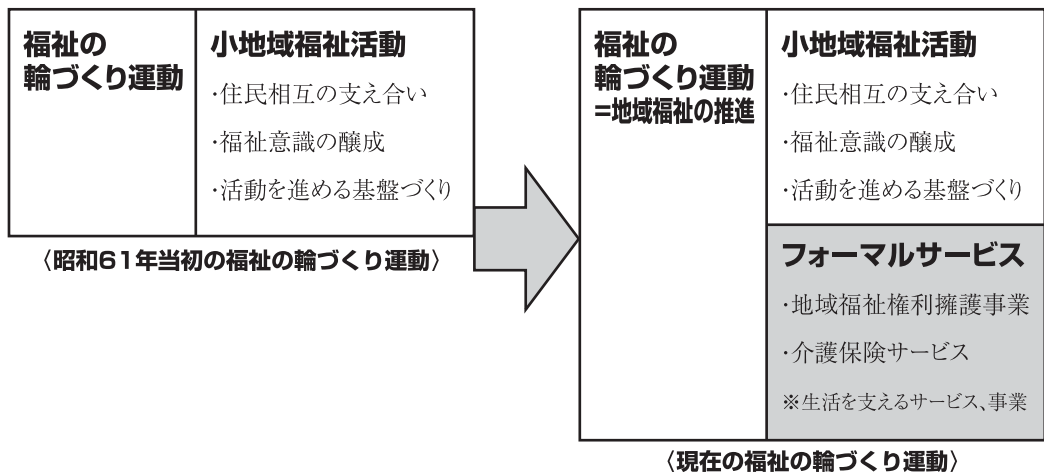 福祉の
輪づくり運動
小地域福祉活動
・住民相互の支え合い
・福祉意識の醸成
・活動を進める基盤づくり
〈昭和61年当初の福祉の輪づくり運動〉
福祉の
輪づくり運動
=地域福祉の推進
小地域福祉活動
・住民相互の支え合い
・福祉意識の醸成
・活動を進める基盤づくり
フォーマルサービス
・地域福祉権利擁護事業
・介護保険サービス
※生活を支えるサービス、事業
〈現在の福祉の輪づくり運動〉